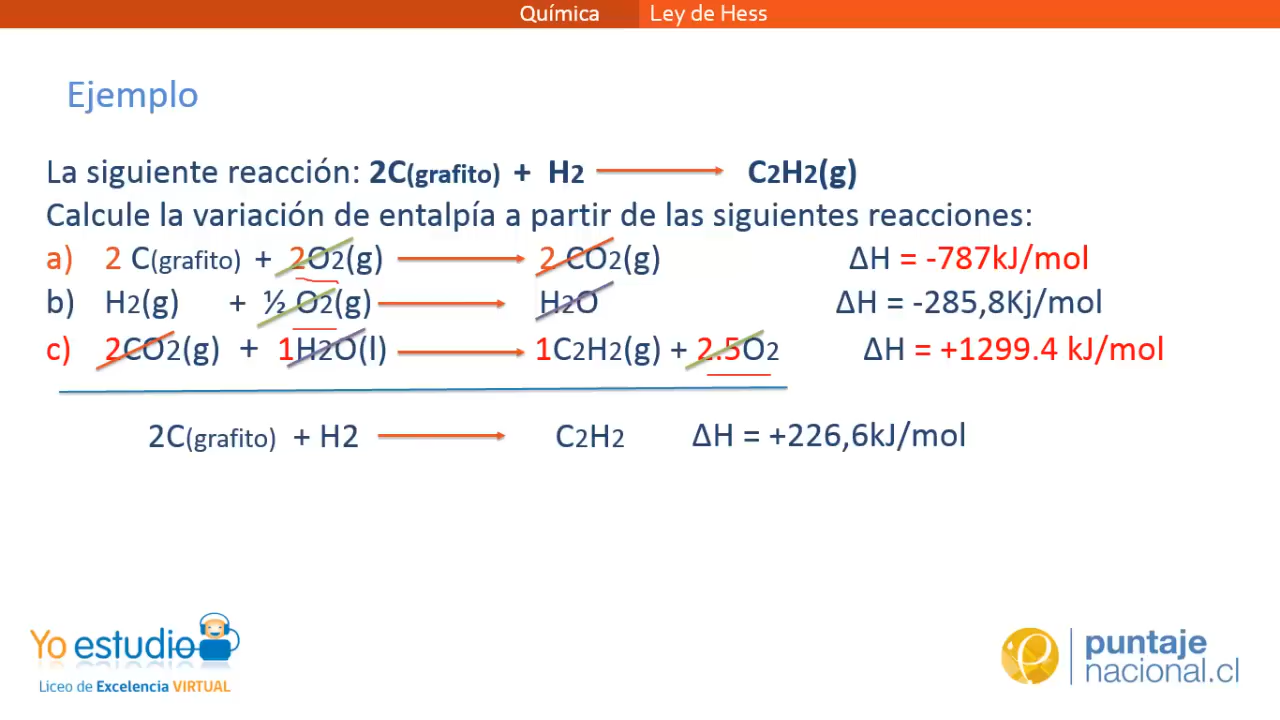 Química Ley de Hess
Ejemplo
La siguiente reacción: 2C(grafito) + H2 ⟶ C2H2(g)
Calcule la variación de entalpía a partir de las siguientes reacciones:
a) 2 C(grafito) + 2O2(g) ⟶ 2 CO2(g) ΔH = -787kJ/mol
b) H2(g) + ½ O2(g) ⟶ H2O ΔH = -285,8Kj/mol
c) 2CO2(g) + 1H2O(l) ⟶ 1C2H2(g) + 2.5O2 ΔH = +1299.4 kJ/mol
2C(grafito) + H2 ⟶ C2H2 ΔH = +226,6kJ/mol
Yo estudio
Liceo de Excelencia VIRTUAL
puntaje
nacional.cl